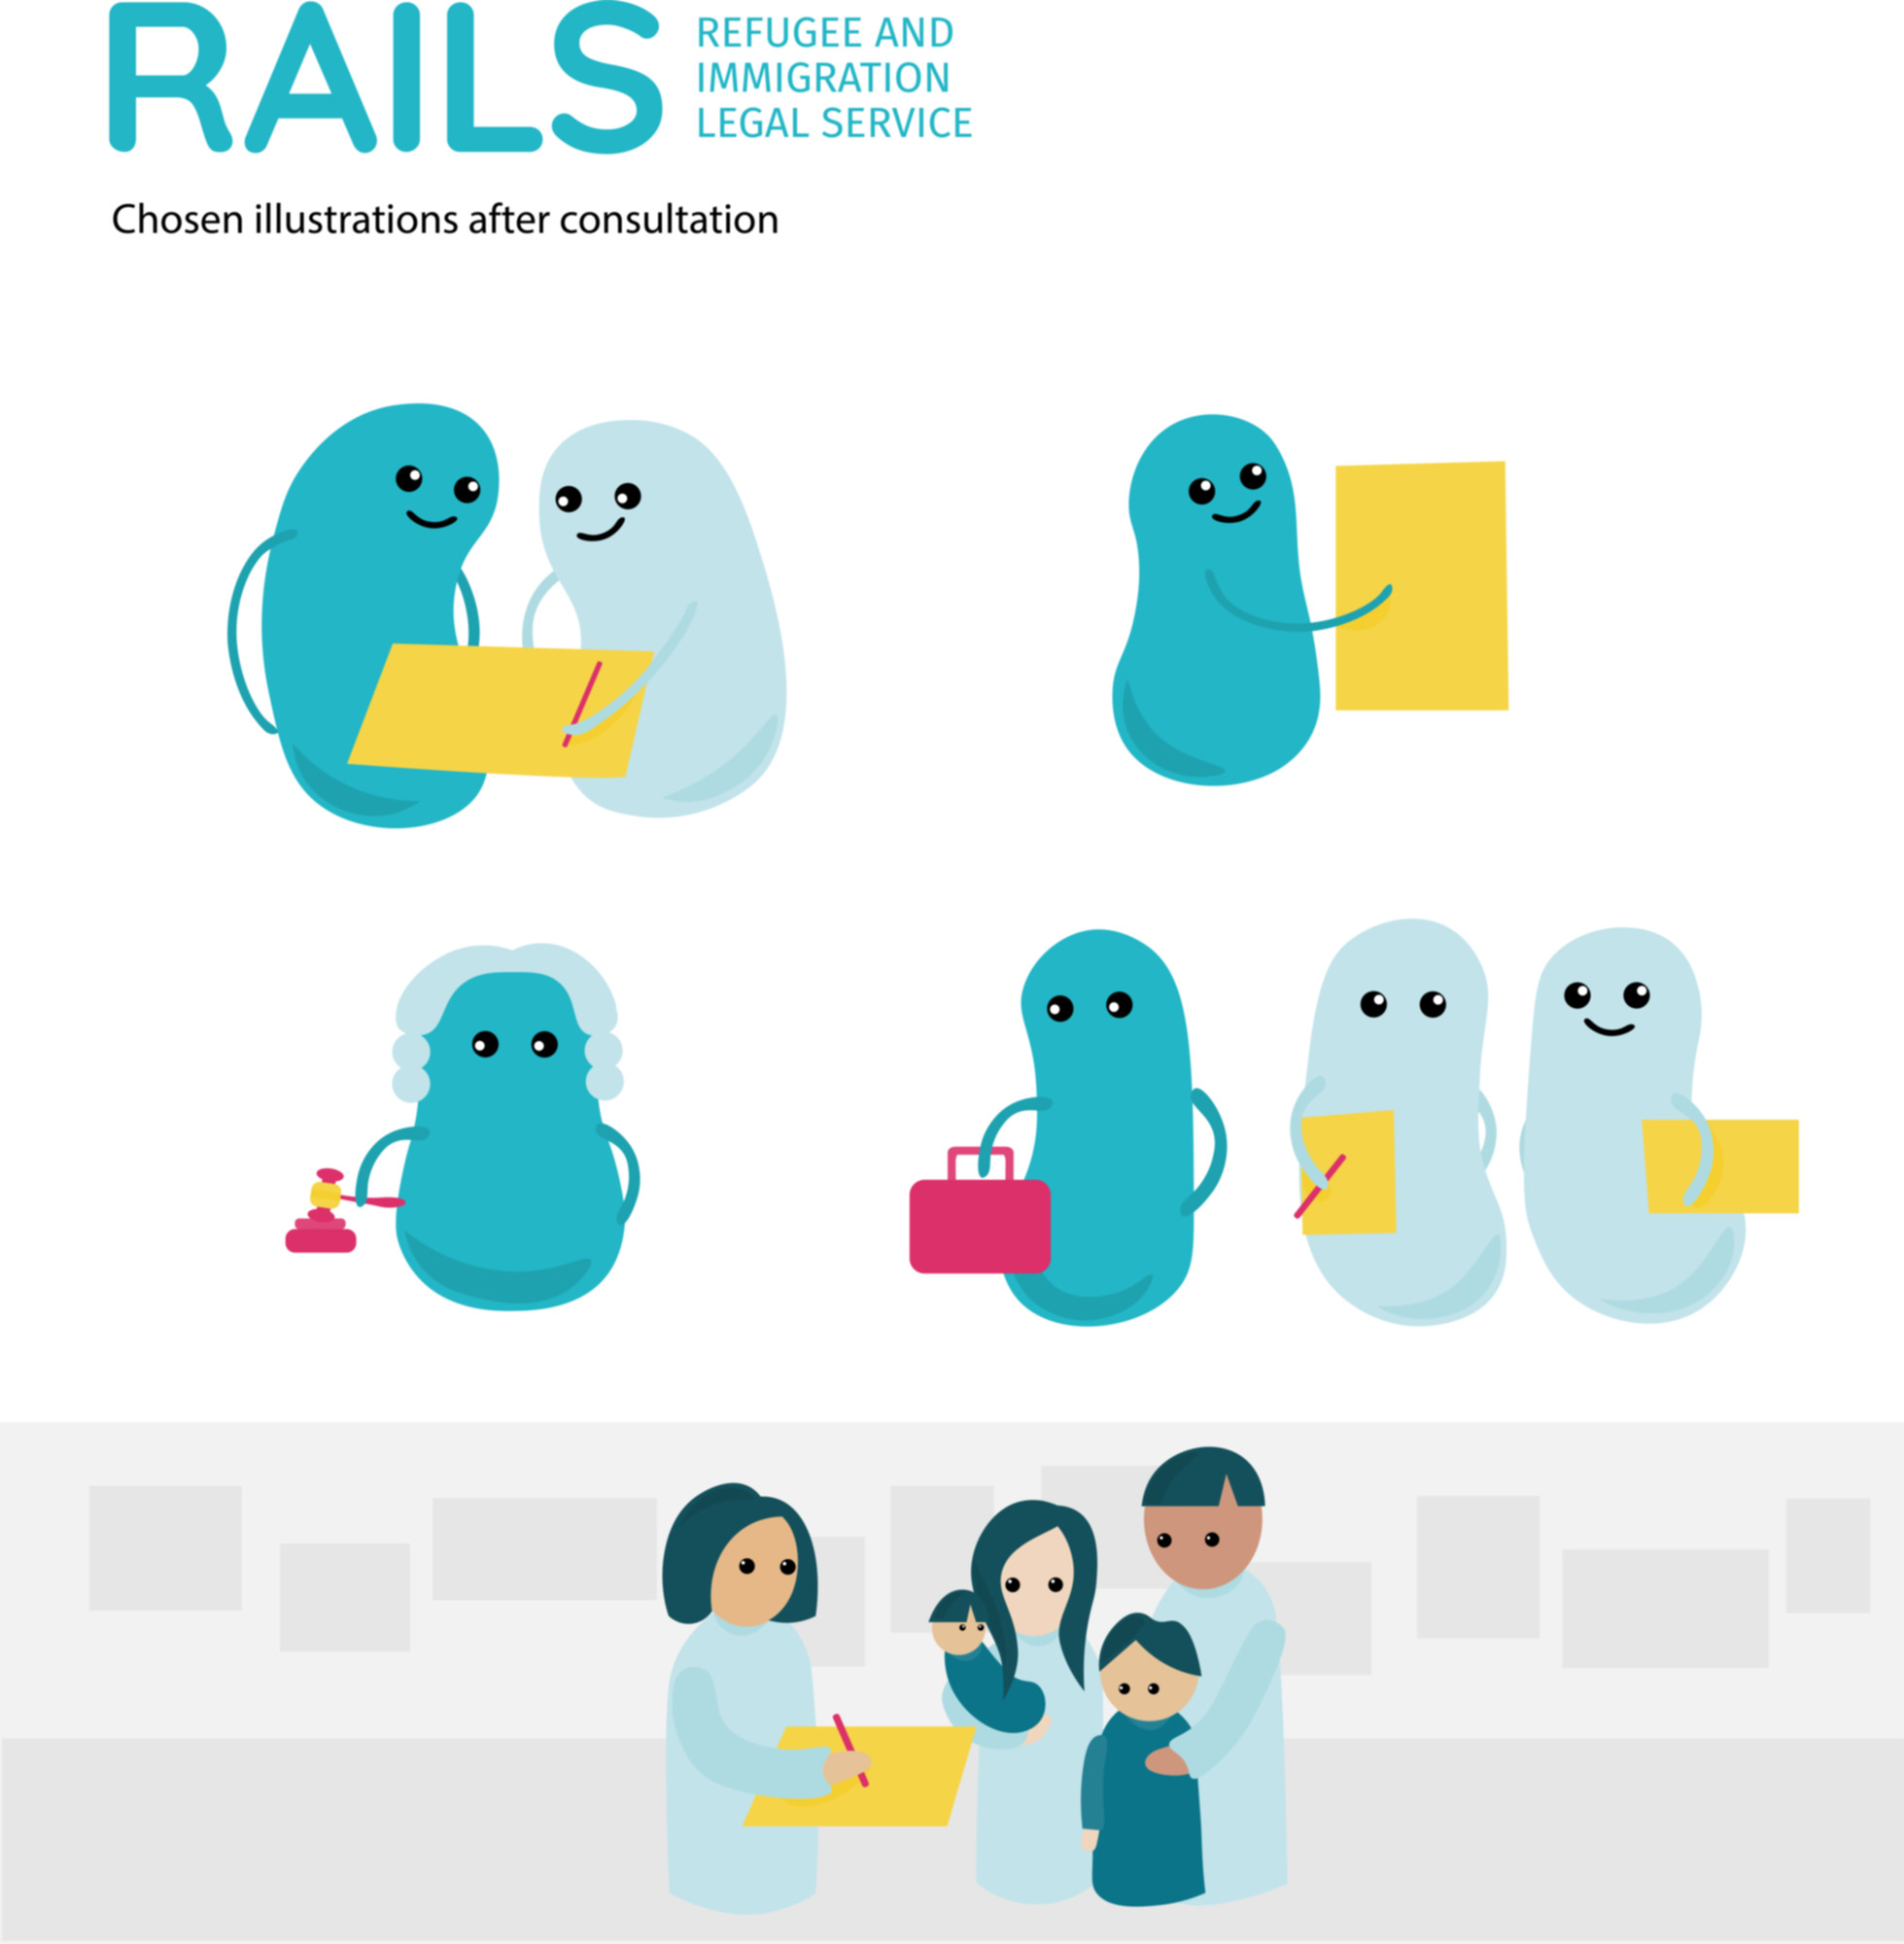 RAILS
REFUGEE AND
IMMIGRATION
LEGAL SERVICE
Chosen illustrations after consultation